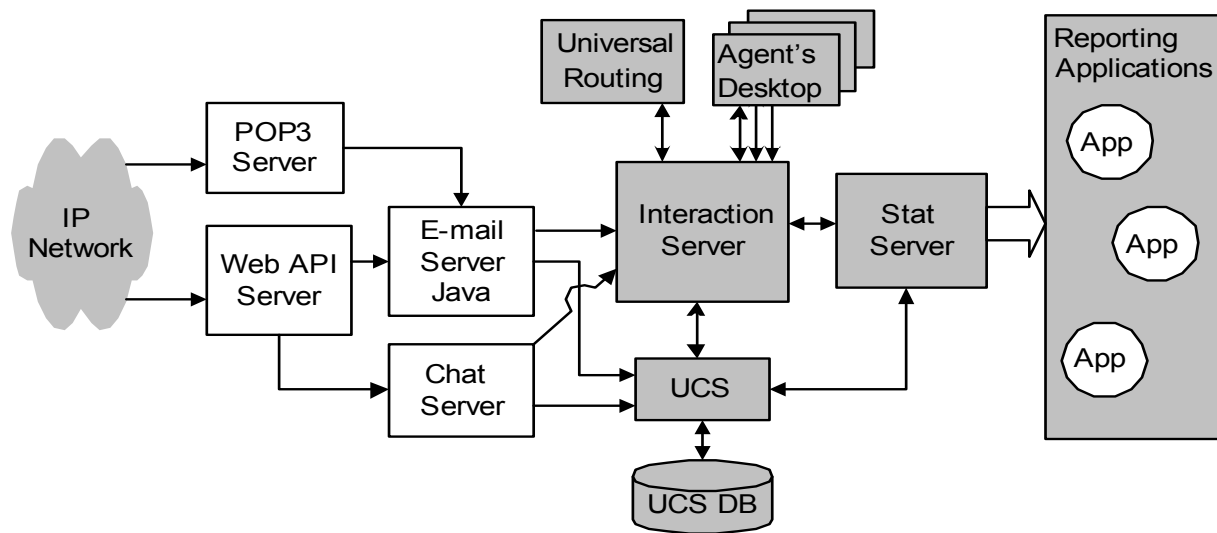 Universal
Routing
Agent's
Desktop
Reporting
Applications
POP3
Server
App
IP
Network
Web API
Server
E-mail
Server
Java
Interaction
Server
Stat
Server
App
Chat
Server
UCS
App
UCS DB